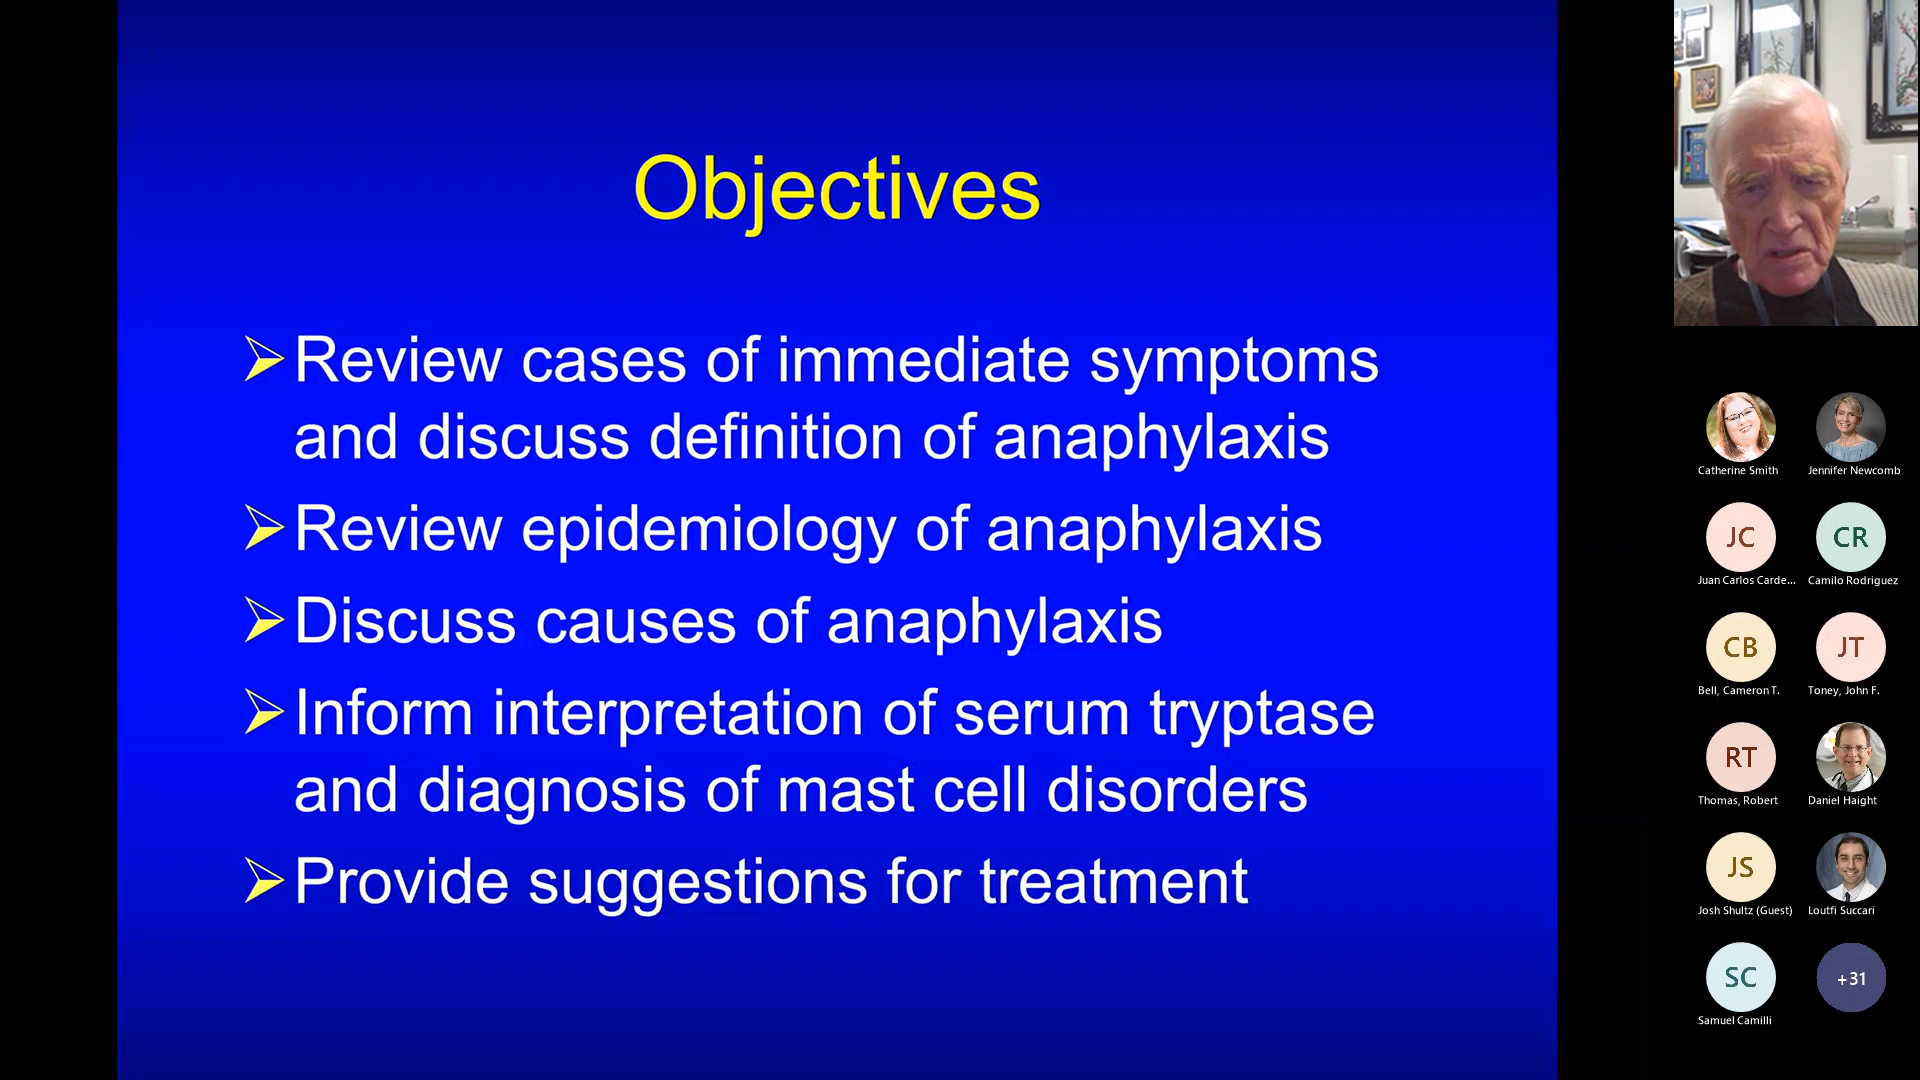 Objectives
Review cases of immediate symptoms
and discuss definition of anaphylaxis
Review epidemiology of anaphylaxis
Discuss causes of anaphylaxis
Inform interpretation of serum tryptase
and diagnosis of mast cell disorders
Provide suggestions for treatment
Catherine Smith
Jennifer Newcomb
JC
CR
Juan Carlos Carde...
Camilo Rodriguez
CB
JT
Bell, Cameron T.
Toney, John F.
RT
Thomas, Robert
Daniel Haight
JS
Josh Shultz (Guest)
Loutfi Succari
SC
+31
Samuel Camilli